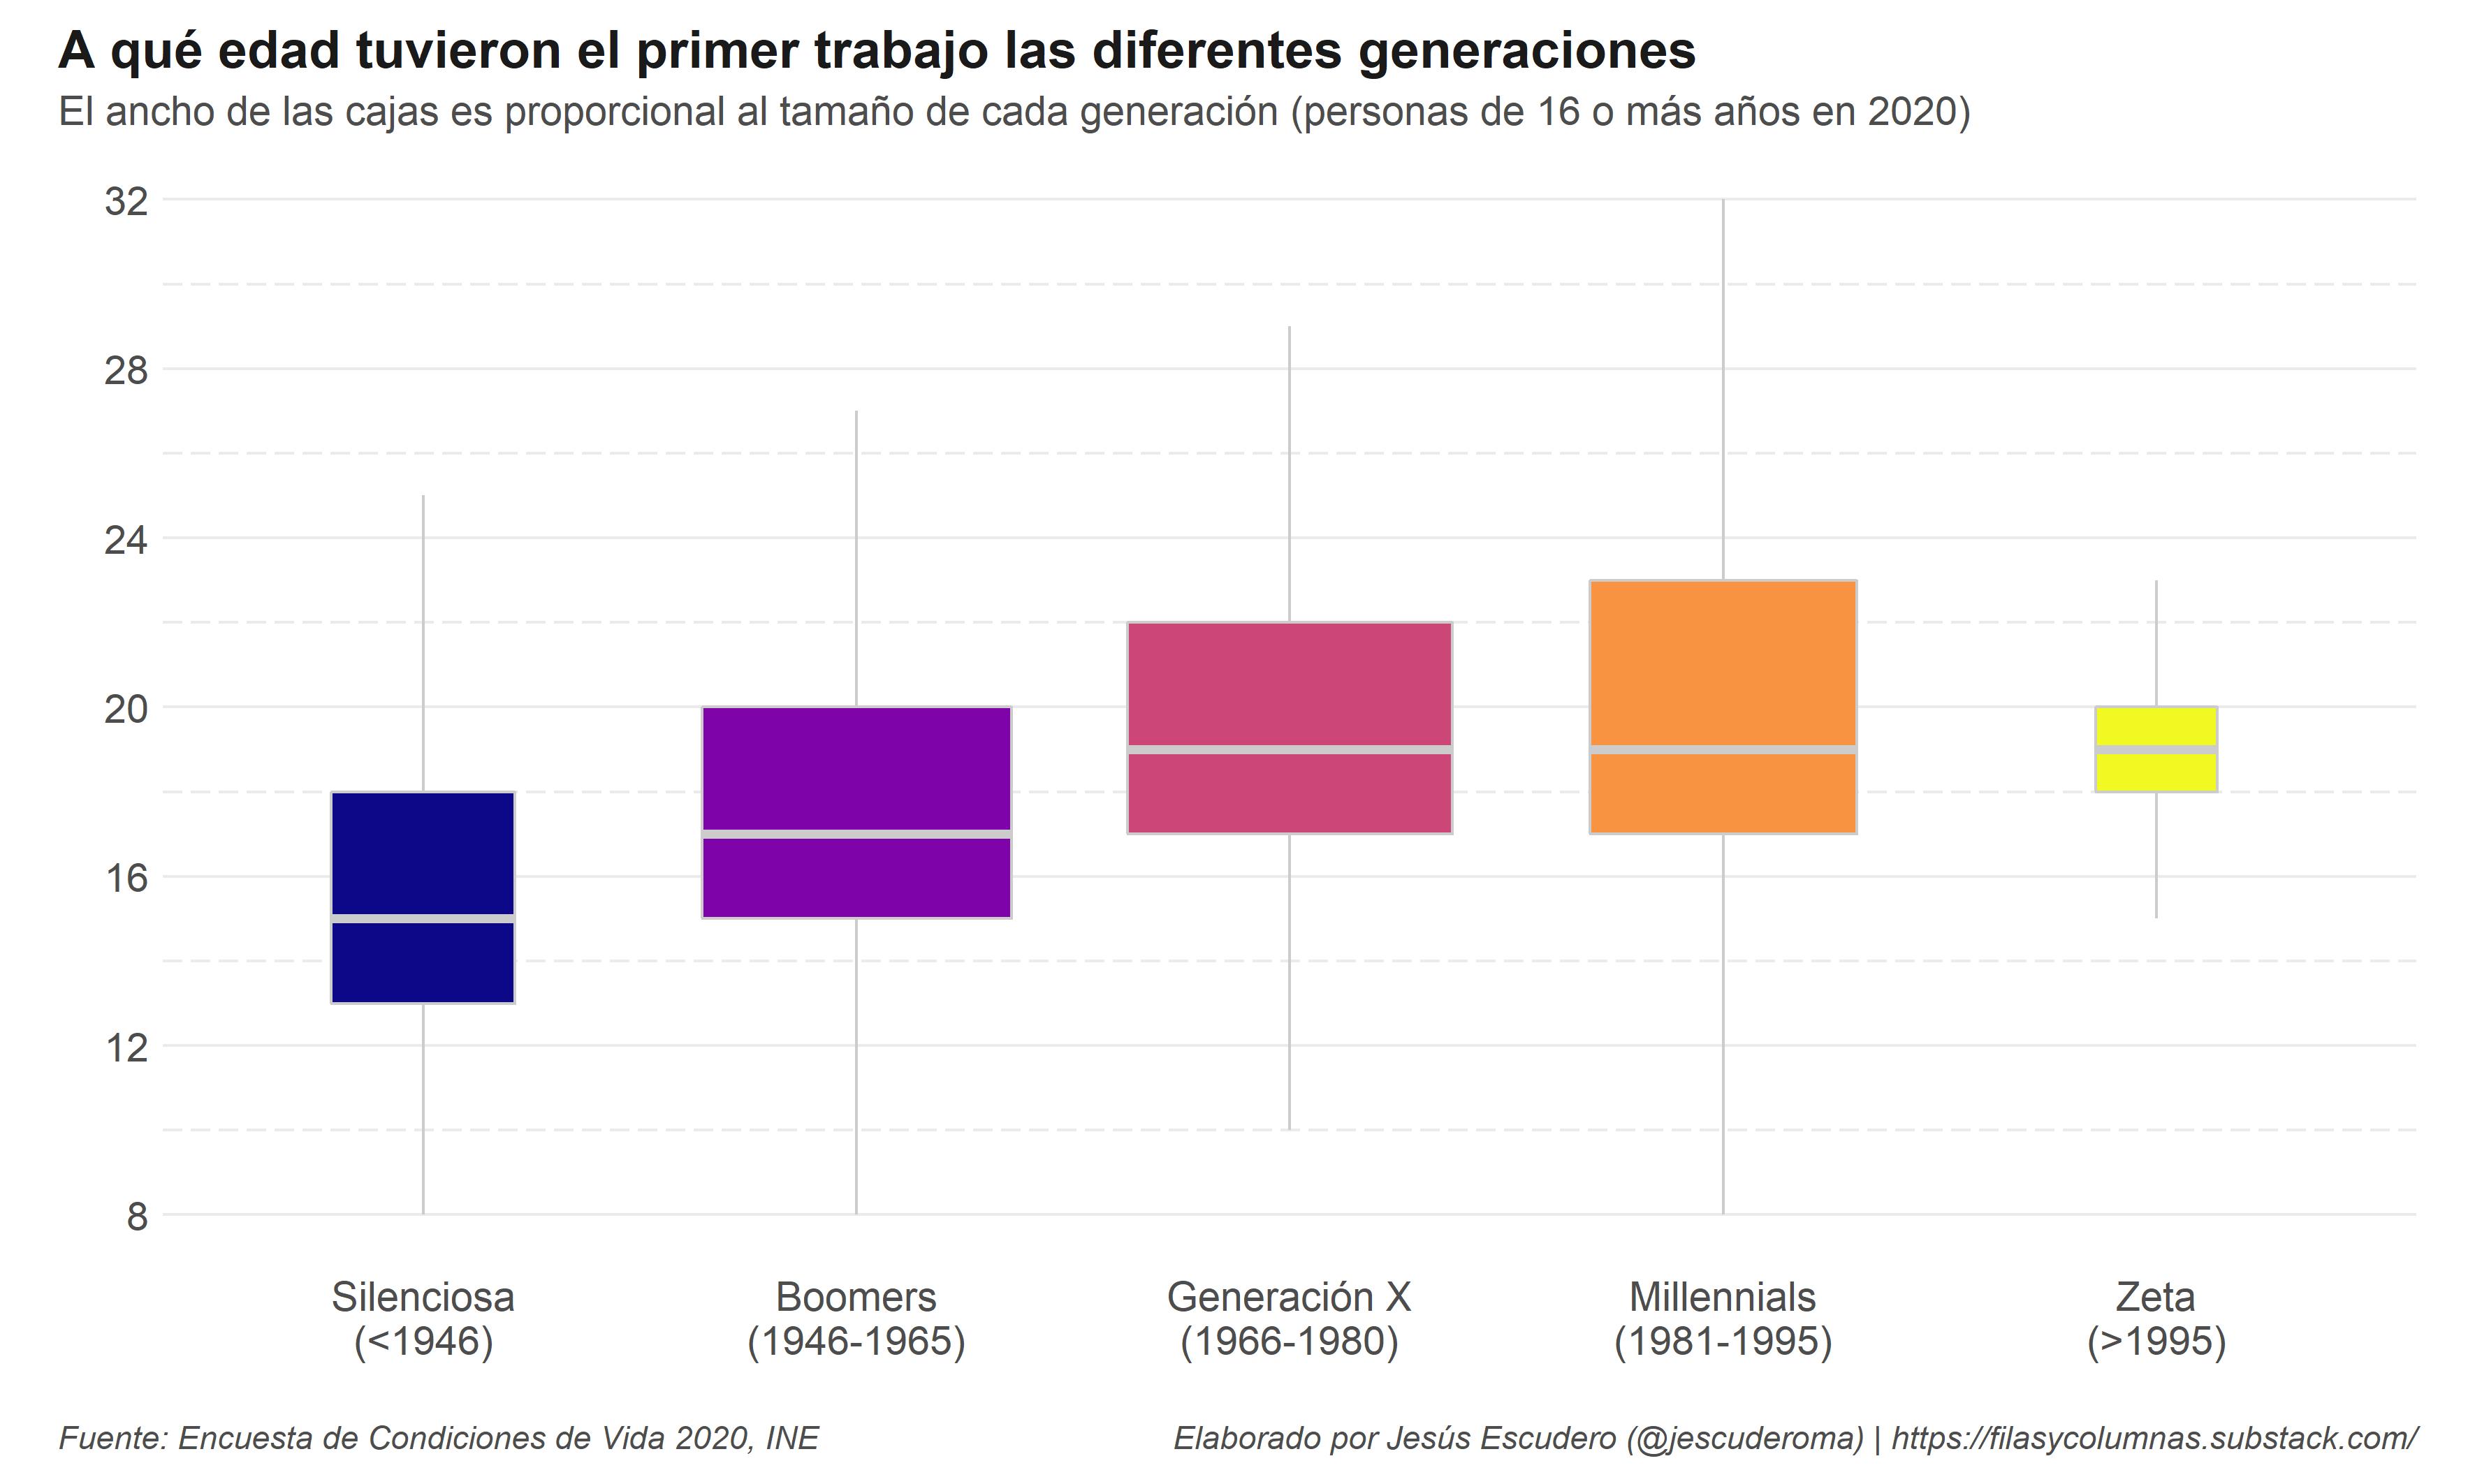 A qué edad tuvieron el primer trabajo las diferentes generaciones
El ancho de las cajas es proporcional al tamaño de cada generación (personas de 16 o más años en 2020)
32
28
24
20
16
12
8
Silenciosa
(<1946)
Boomers
(1946-1965)
Generación X
(1966-1980)
Millennials
(1981-1995)
Zeta
(>1995)
Fuente: Encuesta de Condiciones de Vida 2020, INE
Elaborado por Jesús Escudero (@jescuderoma) | https://filasycolumnas.substack.com/